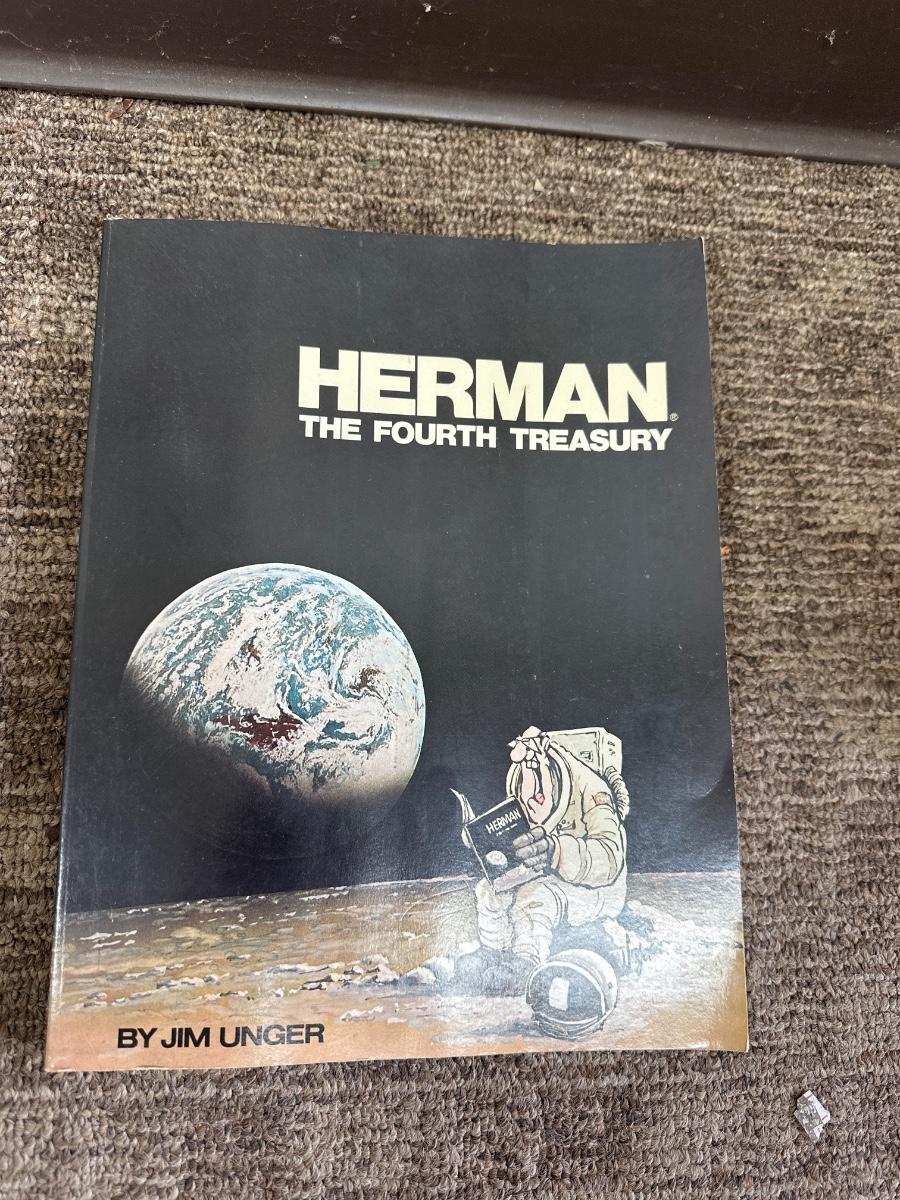 HERMAN®
THE FOURTH TREASURY
HERMAN
BY JIM UNGER